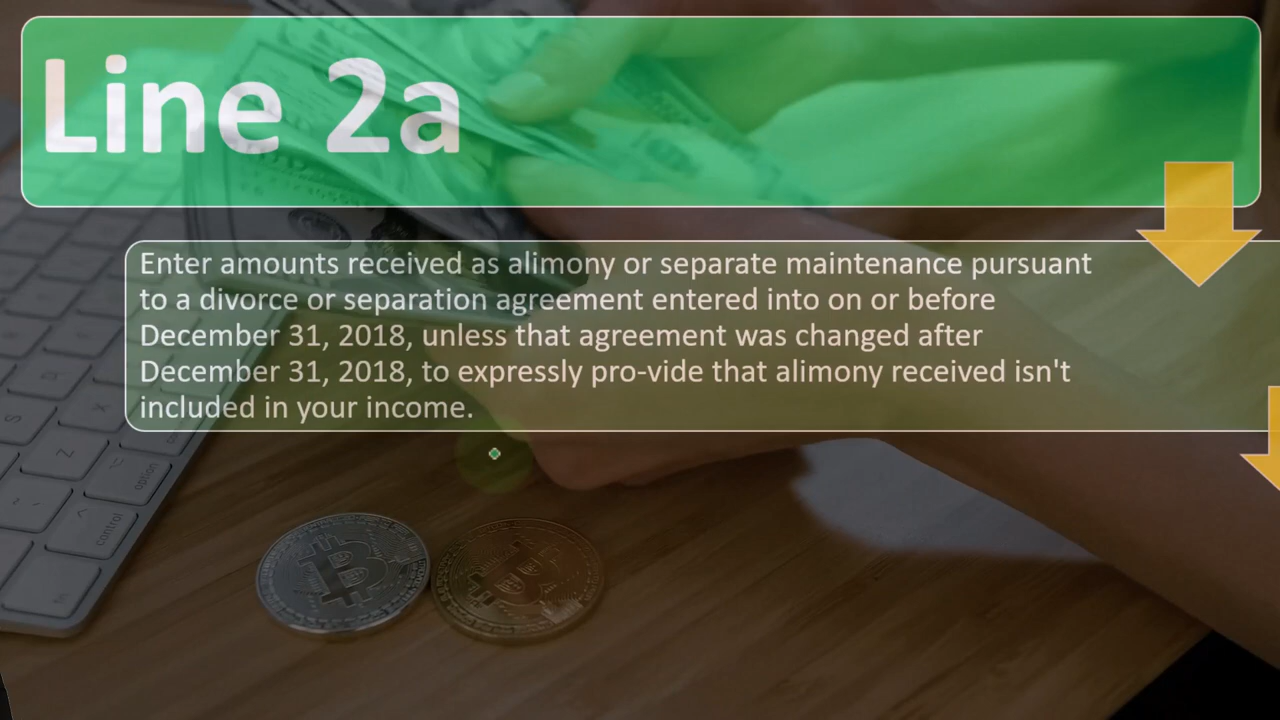 Line 2a
Enter amounts received as alimony or separate maintenance pursuant
to a divorce or separation agreement entered into on or before
December 31, 2018, unless that agreement was changed after
December 31, 2018, to expressly pro-vide that alimony received isn't
included in your income.
option
control
Z
X
S